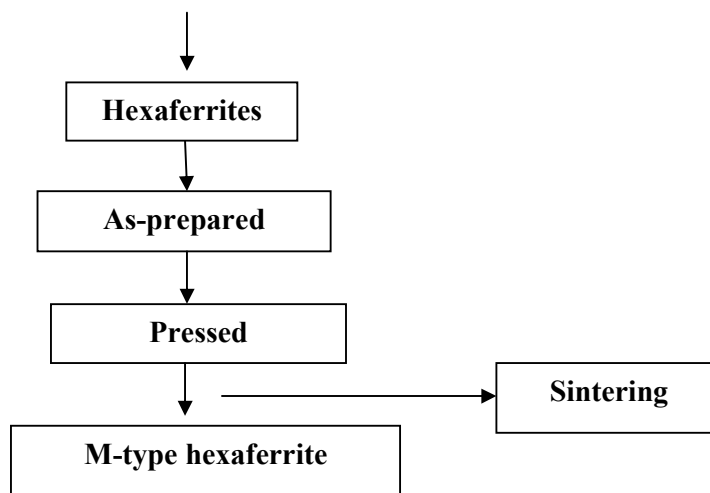 Hexaferrites
As-prepared
Pressed
Sintering
M-type hexaferrite